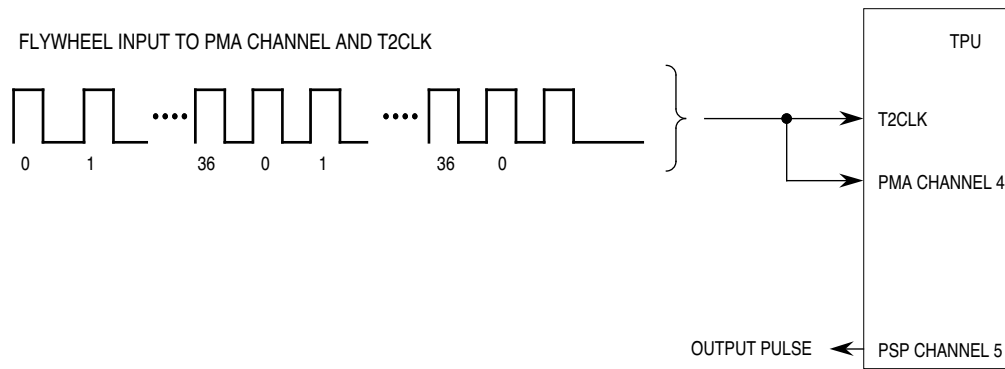 TPU
FLYWHEEL INPUT TO PMA CHANNEL AND T2CLK
•••• ••••
0 1 36 0 1 36 0
T2CLK
PMA CHANNEL 4
OUTPUT PULSE
PSP CHANNEL 5